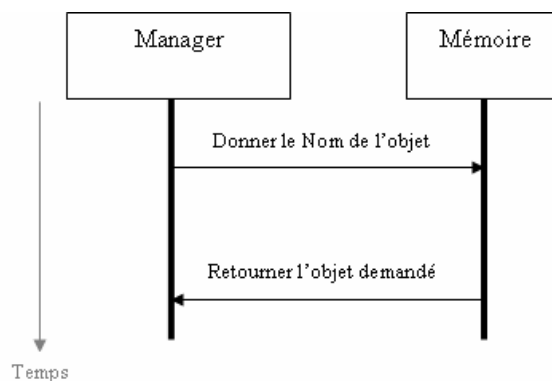 Manager
Mémoire
Donner le Nom de l'objet
Retourner l'objet demandé
Temps